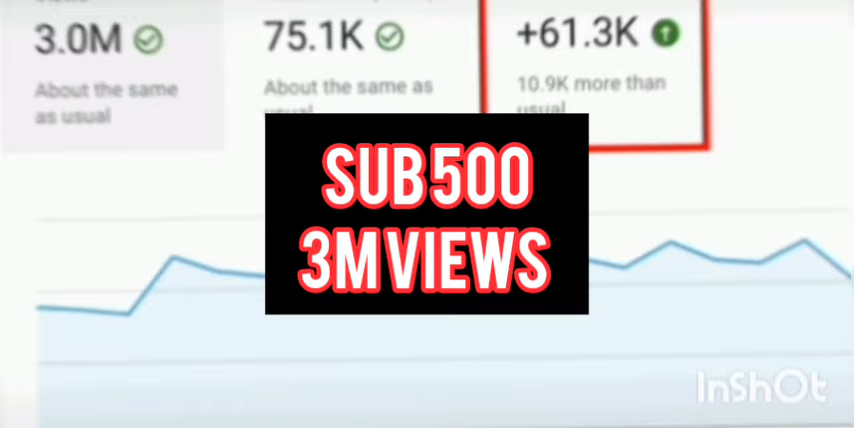 3.0M
75.1K
+61.3K
About the same
as usual
About the same as
usual
10.9K more than
usual
SUB 500
3M VIEWS
InShOt